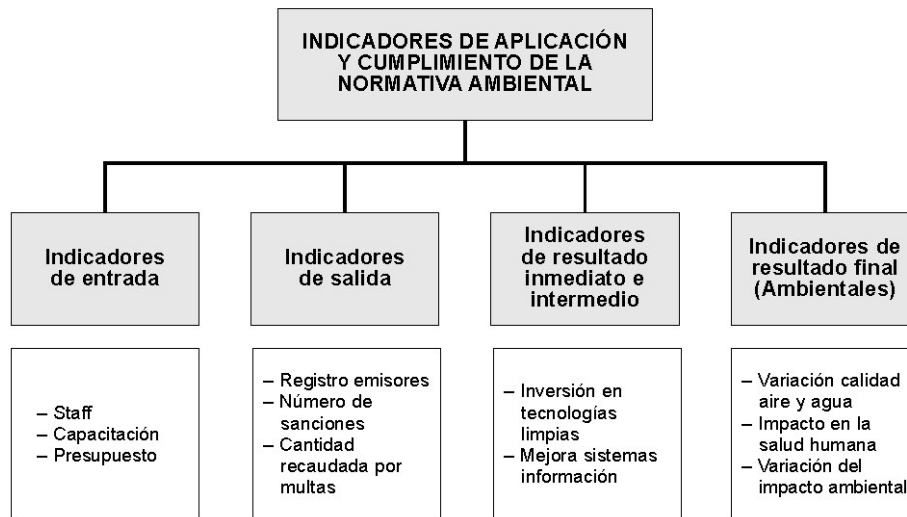 INDICADORES DE APLICACIÓN
Y CUMPLIMIENTO DE LA
NORMATIVA AMBIENTAL
Indicadores
de entrada
Indicadores
de salida
Indicadores
de resultado
inmediato e
intermedio
Indicadores de
resultado final
(Ambientales)
– Staff
– Capacitación
– Presupuesto
– Registro emisores
– Número de
sanciones
– Cantidad
recaudada por
multas
– Inversión en
tecnologías
limpias
– Mejora sistemas
información
– Variación calidad
aire y agua
– Impacto en la
salud humana
– Variación del
impacto ambiental